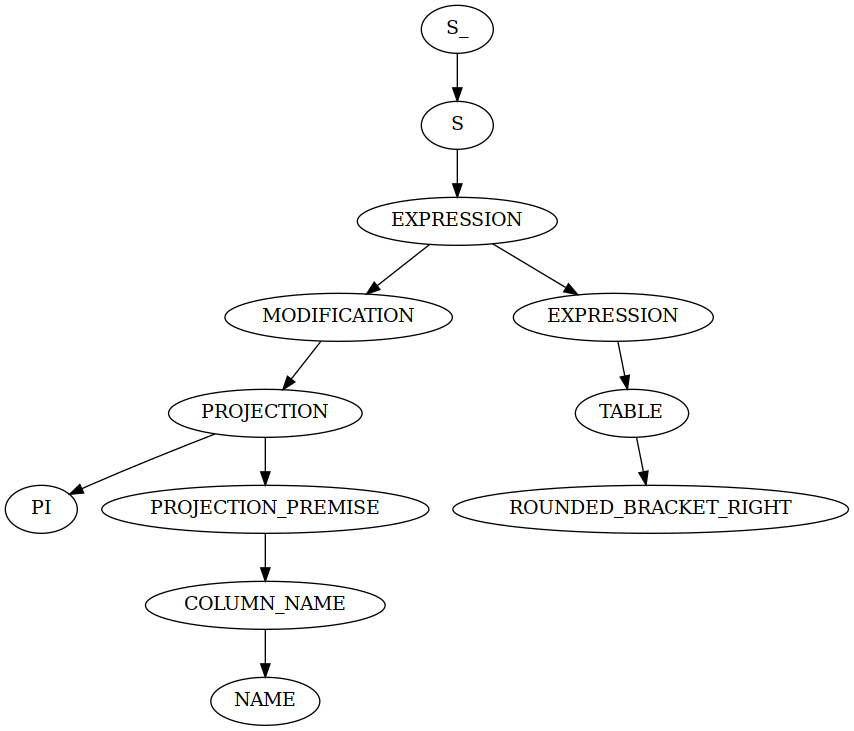 S_
S
EXPRESSION
MODIFICATION
EXPRESSION
PROJECTION
TABLE
PI
PROJECTION_PREMISE
ROUNDED_BRACKET_RIGHT
COLUMN_NAME
NAME